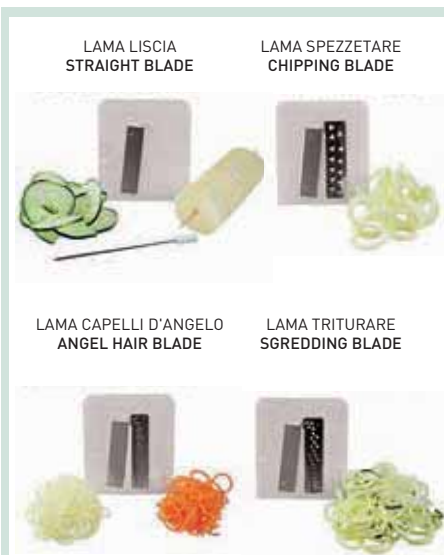 LAMA LISCIA
STRAIGHT BLADE
LAMA SPEZZETARE
CHIPPING BLADE
LAMA CAPELLI D'ANGELO
ANGEL HAIR BLADE
LAMA TRITURARE
SGREDDING BLADE